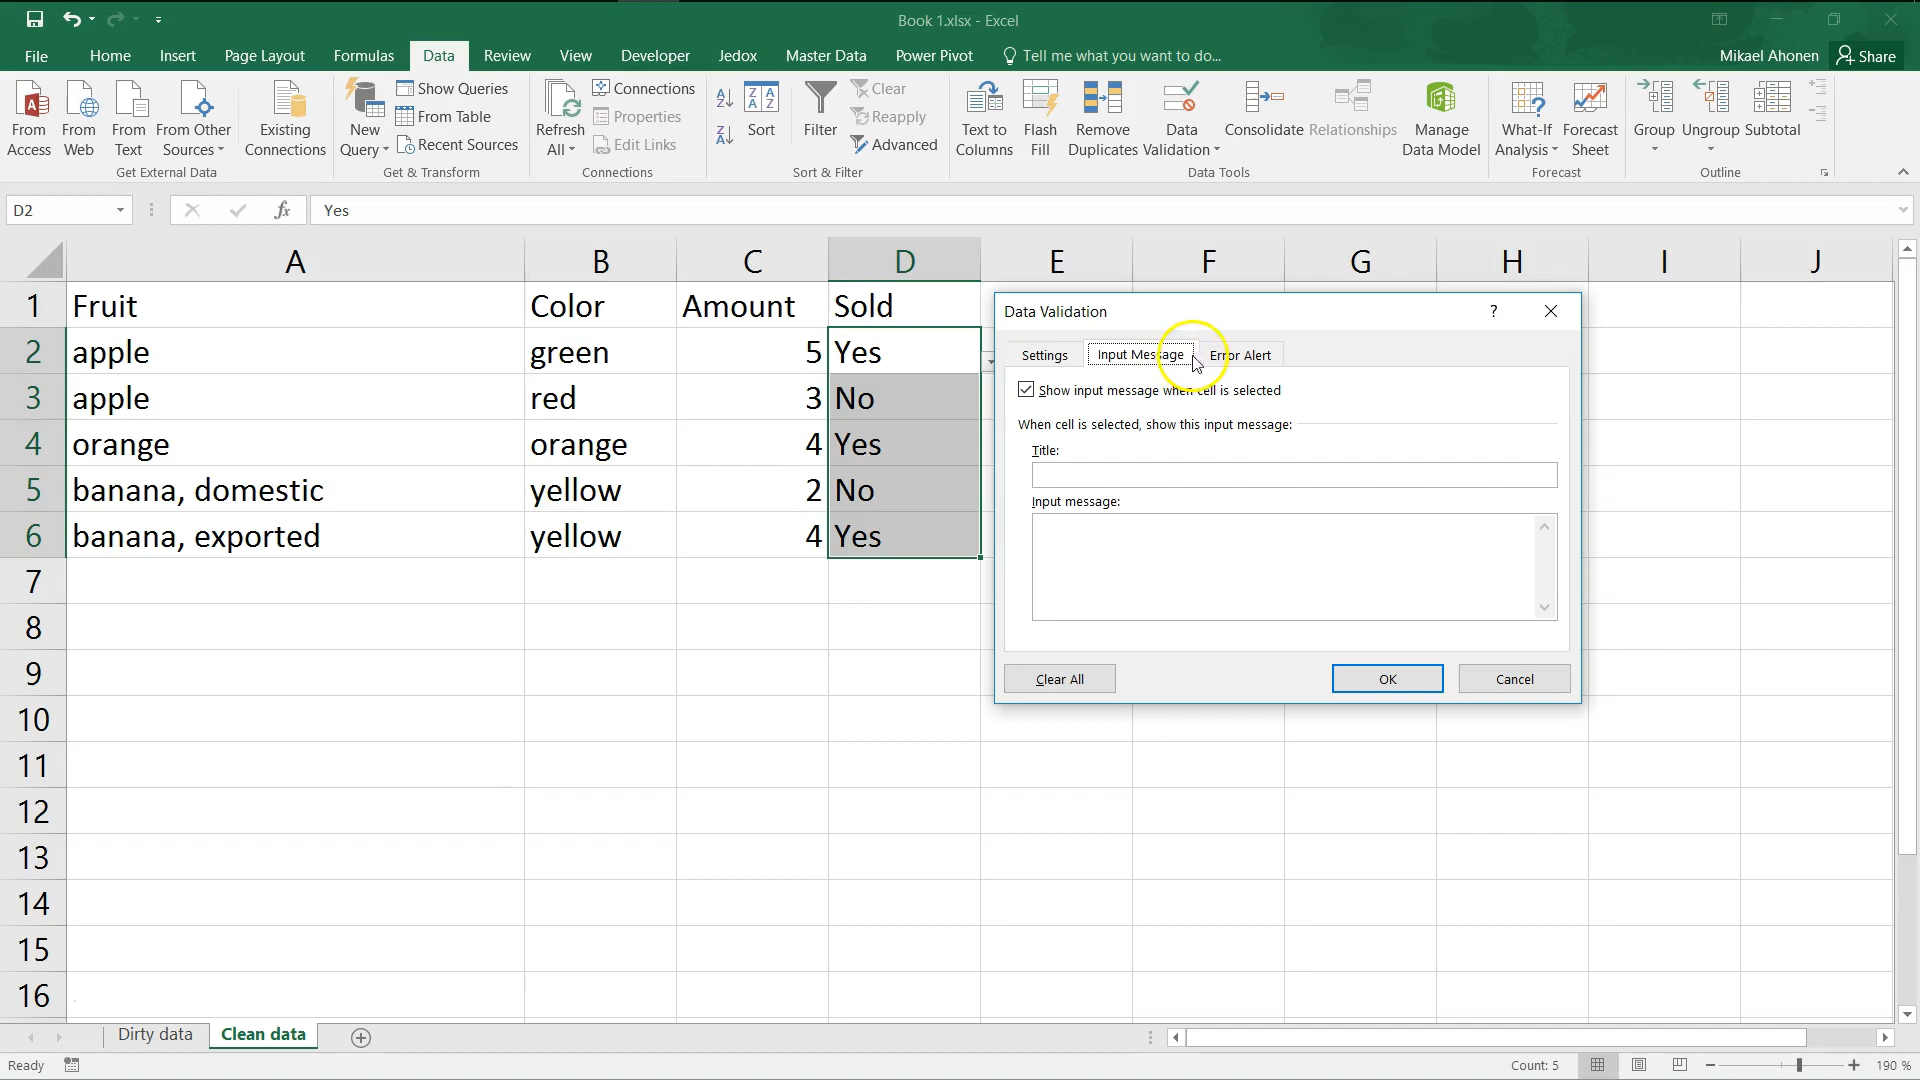 Book 1.xlsx - Excel
File Home Insert Page Layout Formulas Data Review View Developer Jedox Master Data Power Pivot Tell me what you want to do... Mikael Ahonen Share
From Access
From Web
From Text
From Other Sources
Existing Connections
Get External Data
New Query
Show Queries
From Table
Recent Sources
Get & Transform
Refresh All
Connections
Properties
Edit Links
Connections
Sort
Filter
Clear
Reapply
Advanced
Sort & Filter
Text to Columns
Flash Fill
Remove Duplicates
Data Validation
Consolidate
Relationships
Manage Data Model
Data Tools
What-If Analysis
Forecast Sheet
Forecast
Group
Ungroup
Subtotal
Outline
D2 fx Yes
A B C D E F G H I J
1 Fruit Color Amount Sold
2 apple green 5 Yes
3 apple red 3 No
4 orange orange 4 Yes
5 banana, domestic yellow 2 No
6 banana, exported yellow 4 Yes
7
8
9
10
11
12
13
14
15
16
Data Validation ?
Settings Input Message Error Alert
Show input message when cell is selected
When cell is selected, show this input message:
Title:
Input message:
Clear All OK Cancel
Dirty data Clean data
Ready Count: 5 190 %